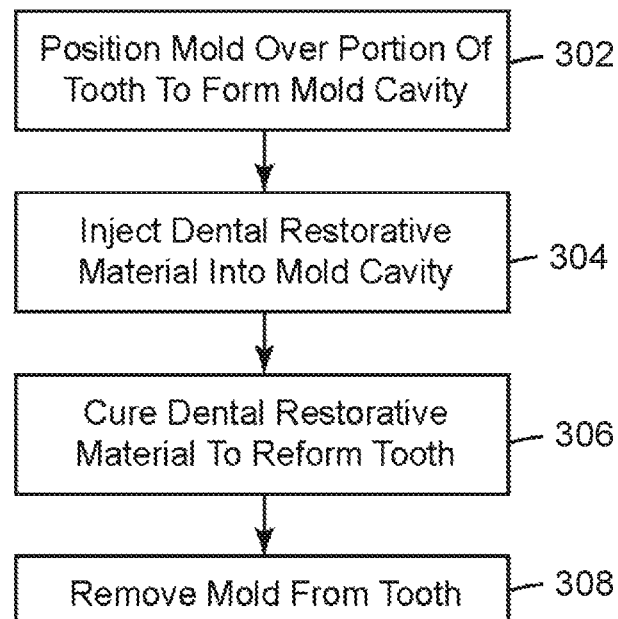 Position Mold Over Portion Of
Tooth To Form Mold Cavity
302
Inject Dental Restorative
Material Into Mold Cavity
304
Cure Dental Restorative
Material To Reform Tooth
306
Remove Mold From Tooth
308